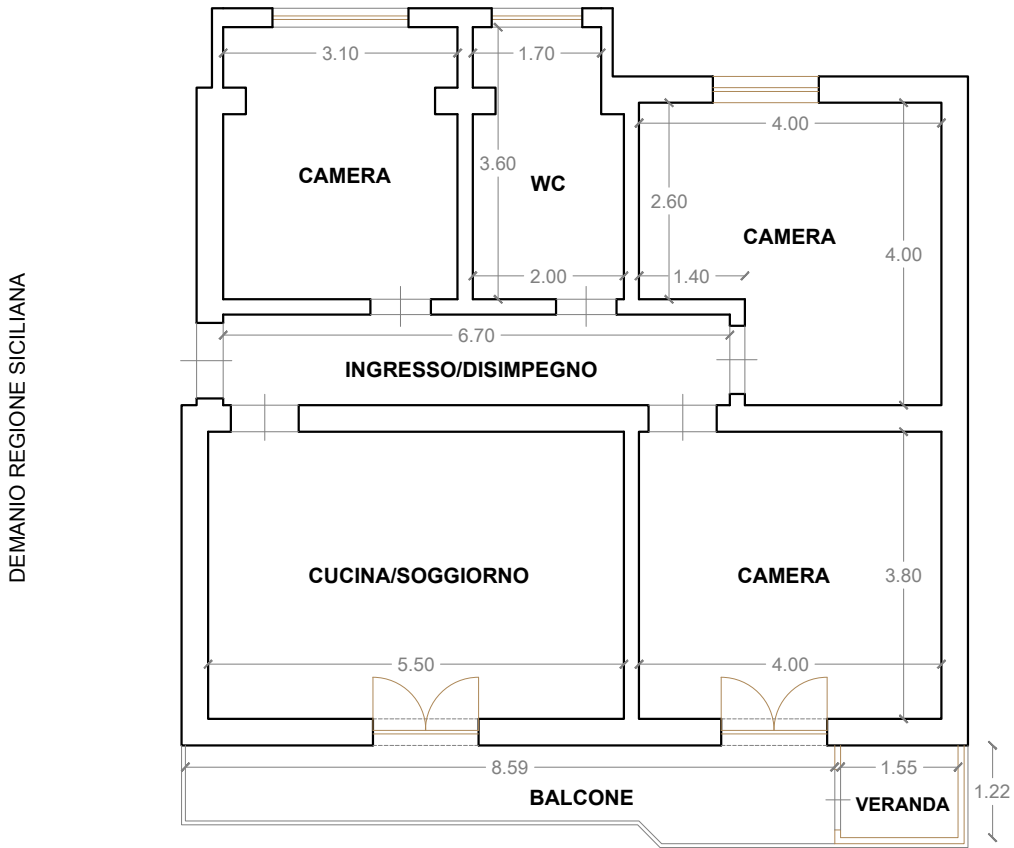 3.10
1.70
4.00
3.60
CAMERA
WC
2.60
CAMERA
4.00
2.00
1.40
6.70
INGRESSO/DISIMPEGNO
DEMANIO REGIONE SICILIANA
CUCINA/SOGGIORNO
CAMERA
3.80
5.50
4.00
8.59
1.55
1.22
BALCONE
VERANDA